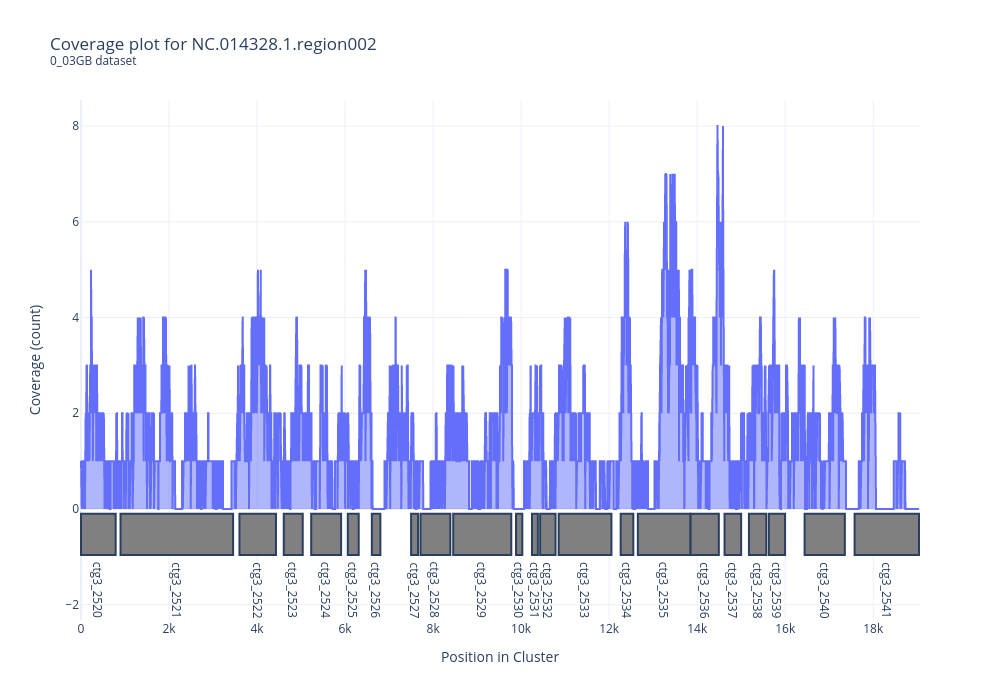 Coverage plot for NC.014328.1.region002
0_03GB dataset
Coverage (count)
8
6
4
2
0
−2
ctg3_2520
ctg3_2521
ctg3_2522
ctg3_2523
ctg3_2524
ctg3_2525
ctg3_2526
ctg3_2527
ctg3_2528
ctg3_2529
ctg3_2530
ctg3_2531
ctg3_2532
ctg3_2533
ctg3_2534
ctg3_2535
ctg3_2536
ctg3_2537
ctg3_2538
ctg3_2539
ctg3_2540
ctg3_2541
0 2k 4k 6k 8k 10k 12k 14k 16k 18k
Position in Cluster